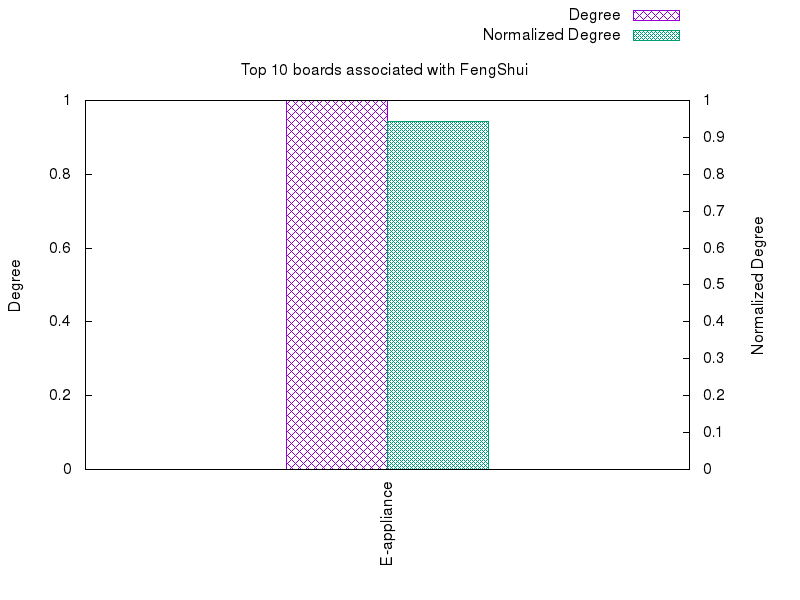 Degree
Normalized Degree
Top 10 boards associated with FengShui
1
0.8
0.6
0.4
0.2
0
Degree
1
0.9
0.8
0.7
0.6
0.5
0.4
0.3
0.2
0.1
0
Normalized Degree
E-appliance